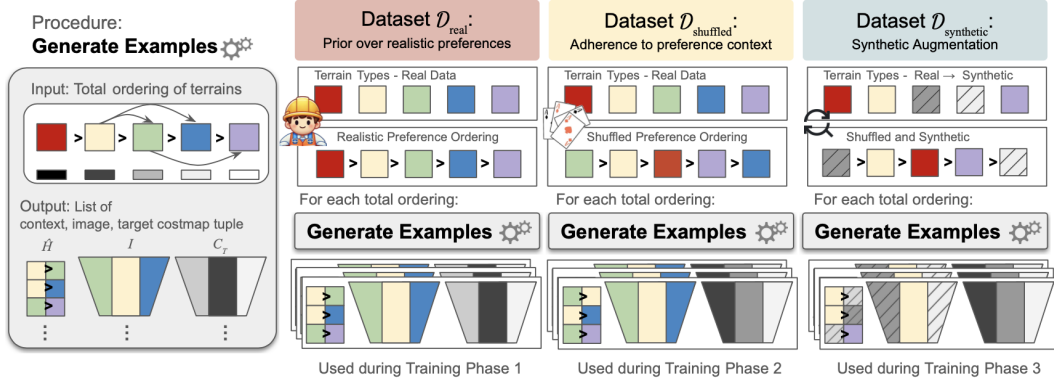 Procedure:
Generate Examples
Input: Total ordering of terrains
> > > >
Output: List of
context, image, target costmap tuple
Ĥ I C_T
>
>
>
⋮ ⋮ ⋮
Dataset 𝒟_real:
Prior over realistic preferences
Terrain Types - Real Data
Realistic Preference Ordering
> > > >
For each total ordering:
Generate Examples
>
>
>
Used during Training Phase 1
Dataset 𝒟_shuffled:
Adherence to preference context
Terrain Types - Real Data
Shuffled Preference Ordering
> > > >
For each total ordering:
Generate Examples
>
>
>
Used during Training Phase 2
Dataset 𝒟_synthetic:
Synthetic Augmentation
Terrain Types - Real → Synthetic
Shuffled and Synthetic
> > > >
For each total ordering:
Generate Examples
>
>
>
Used during Training Phase 3